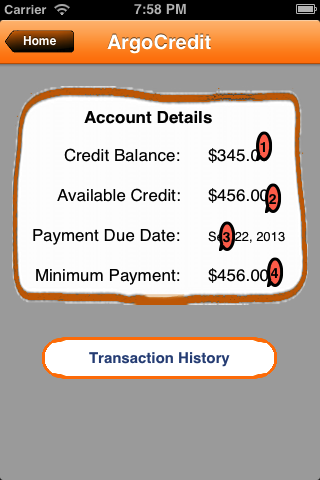 Carrier 7:58 PM
Home ArgoCredit
Account Details
Credit Balance: $345.0 1
Available Credit: $456.00 2
Payment Due Date: 3 22, 2013
Minimum Payment: $456.00 4
Transaction History